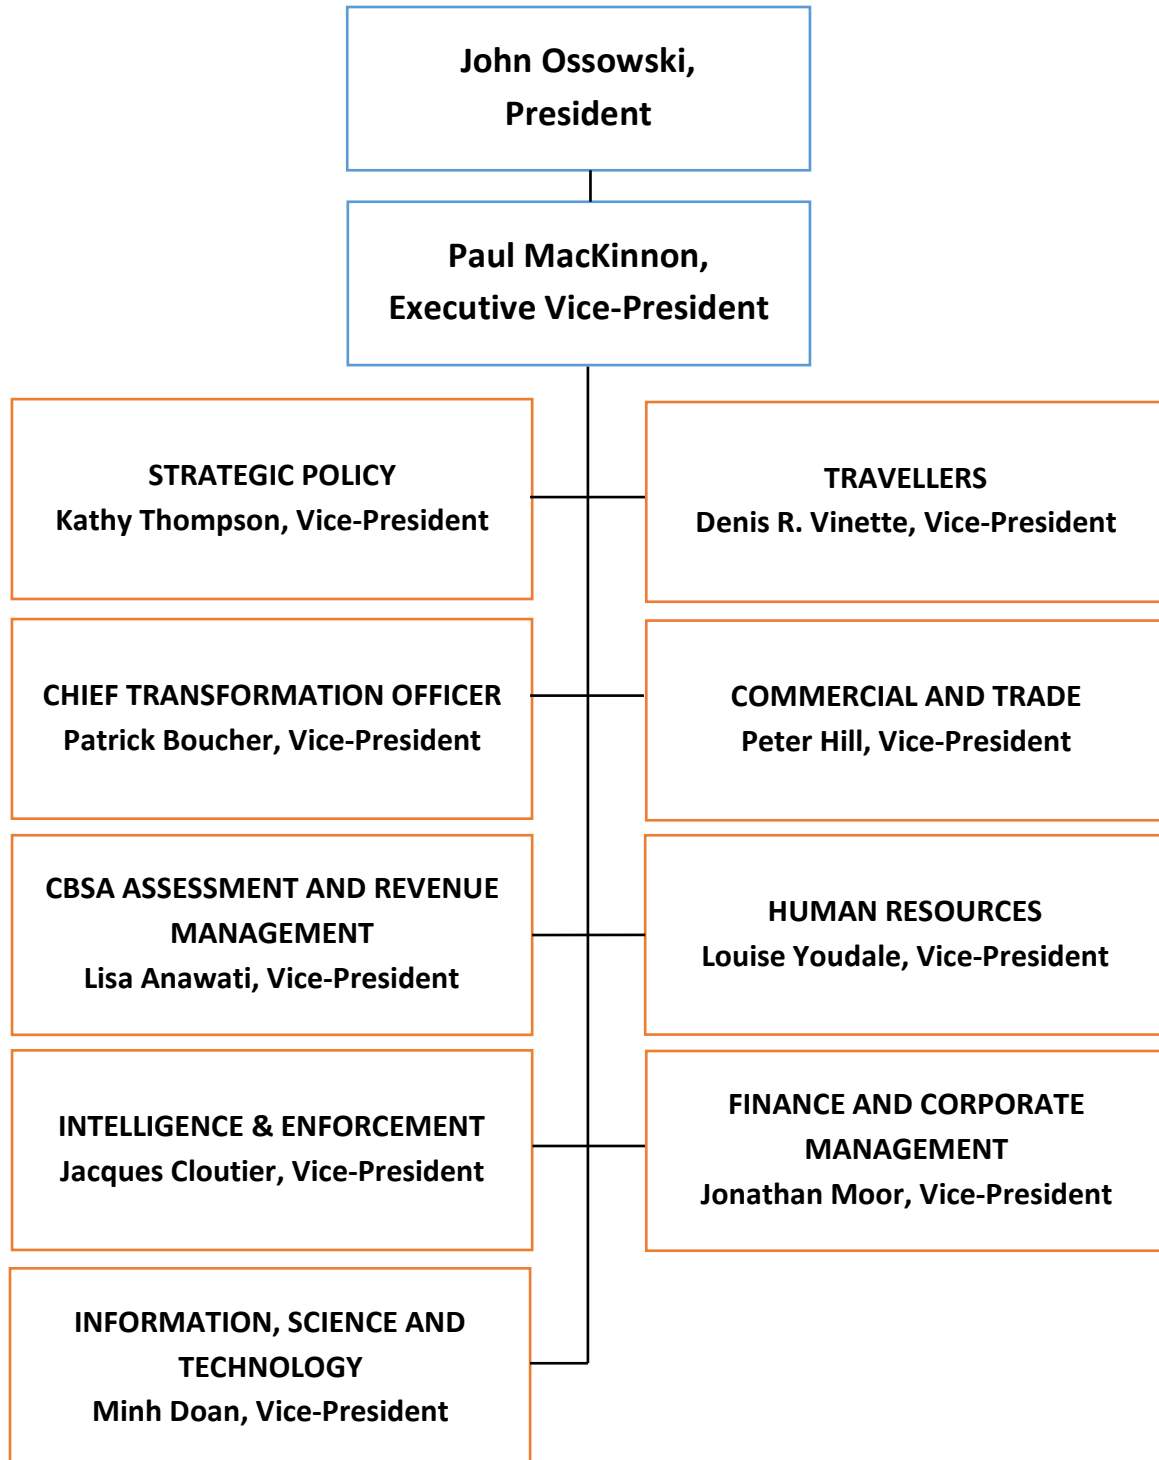 John Ossowski,
President
Paul MacKinnon,
Executive Vice-President
STRATEGIC POLICY
Kathy Thompson, Vice-President
TRAVELLERS
Denis R. Vinette, Vice-President
CHIEF TRANSFORMATION OFFICER
Patrick Boucher, Vice-President
COMMERCIAL AND TRADE
Peter Hill, Vice-President
CBSA ASSESSMENT AND REVENUE
MANAGEMENT
Lisa Anawati, Vice-President
HUMAN RESOURCES
Louise Youdale, Vice-President
INTELLIGENCE & ENFORCEMENT
Jacques Cloutier, Vice-President
FINANCE AND CORPORATE
MANAGEMENT
Jonathan Moor, Vice-President
INFORMATION, SCIENCE AND
TECHNOLOGY
Minh Doan, Vice-President